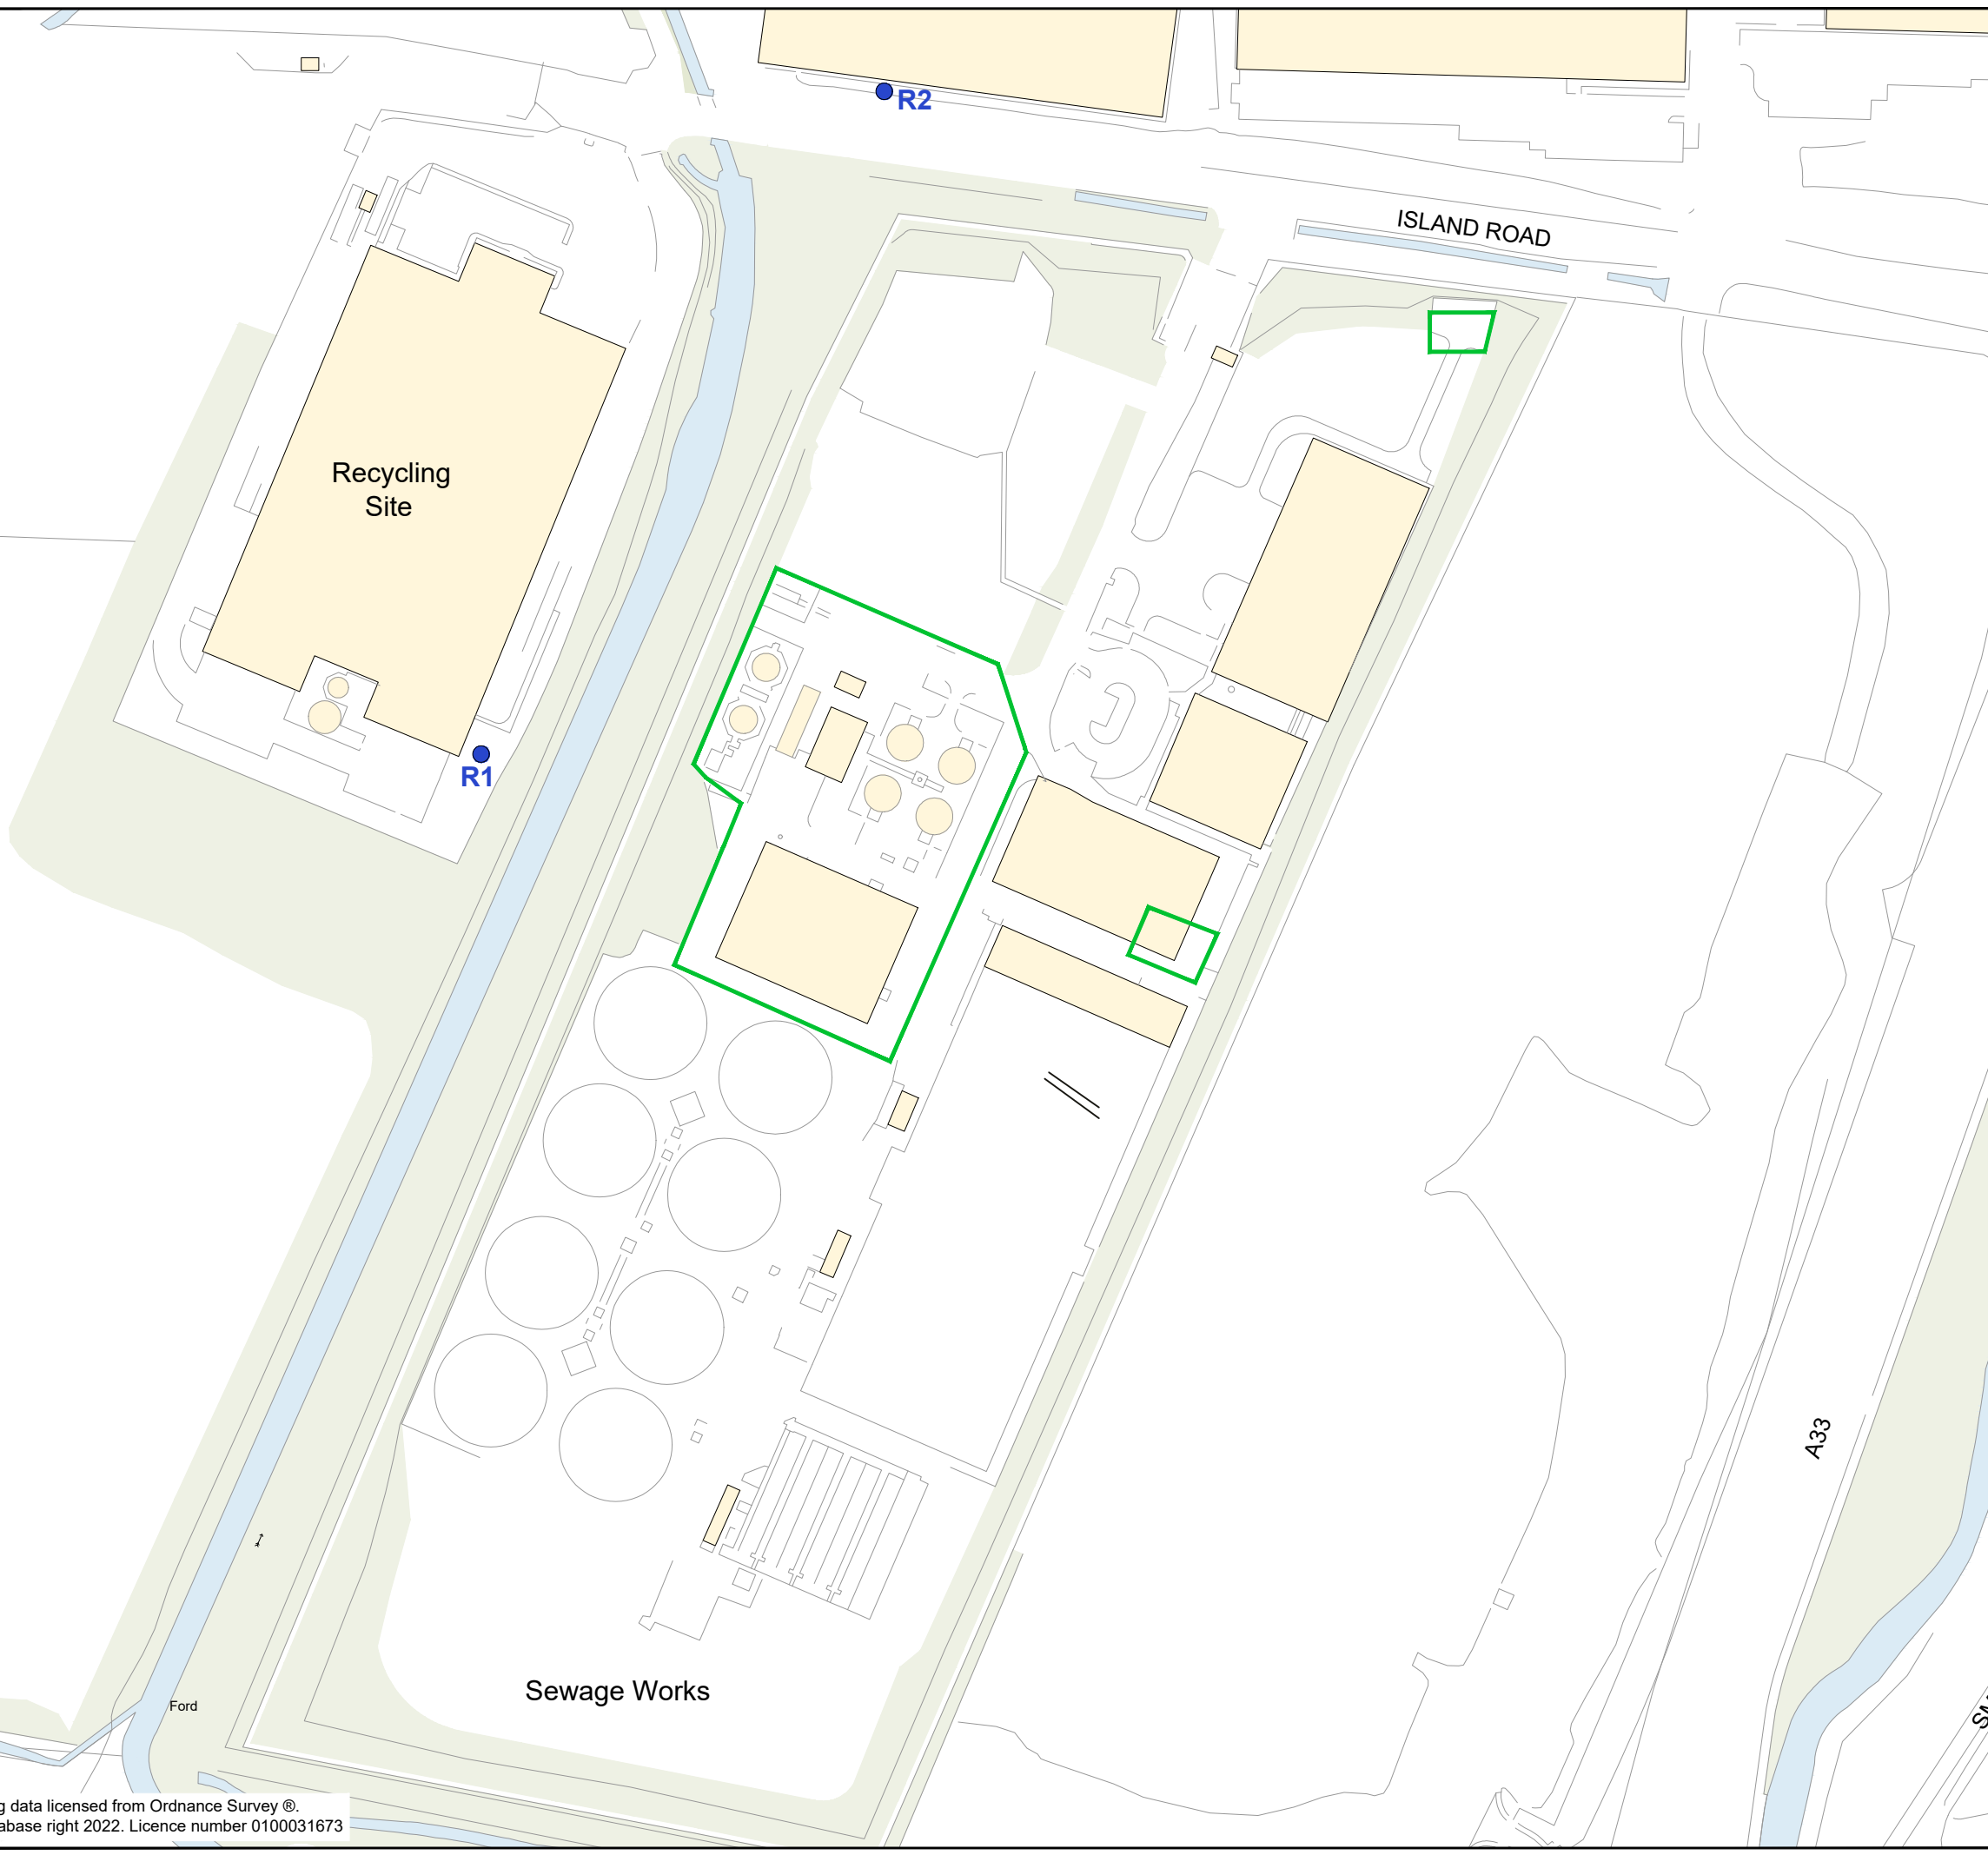 R2
ISLAND ROAD
Recycling
Site
R1
A33
Sewage Works
Ford
g data licensed from Ordnance Survey ®.
abase right 2022. Licence number 0100031673